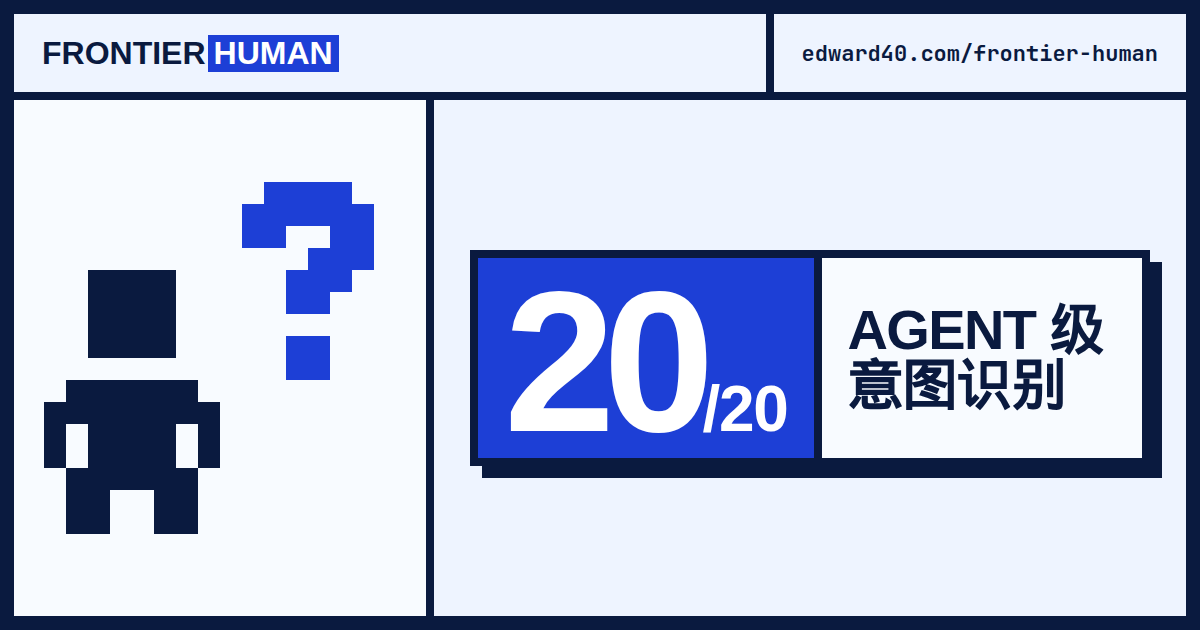 FRONTIER HUMAN
edward40.com/frontier-human
20/20
AGENT 级
意图识别